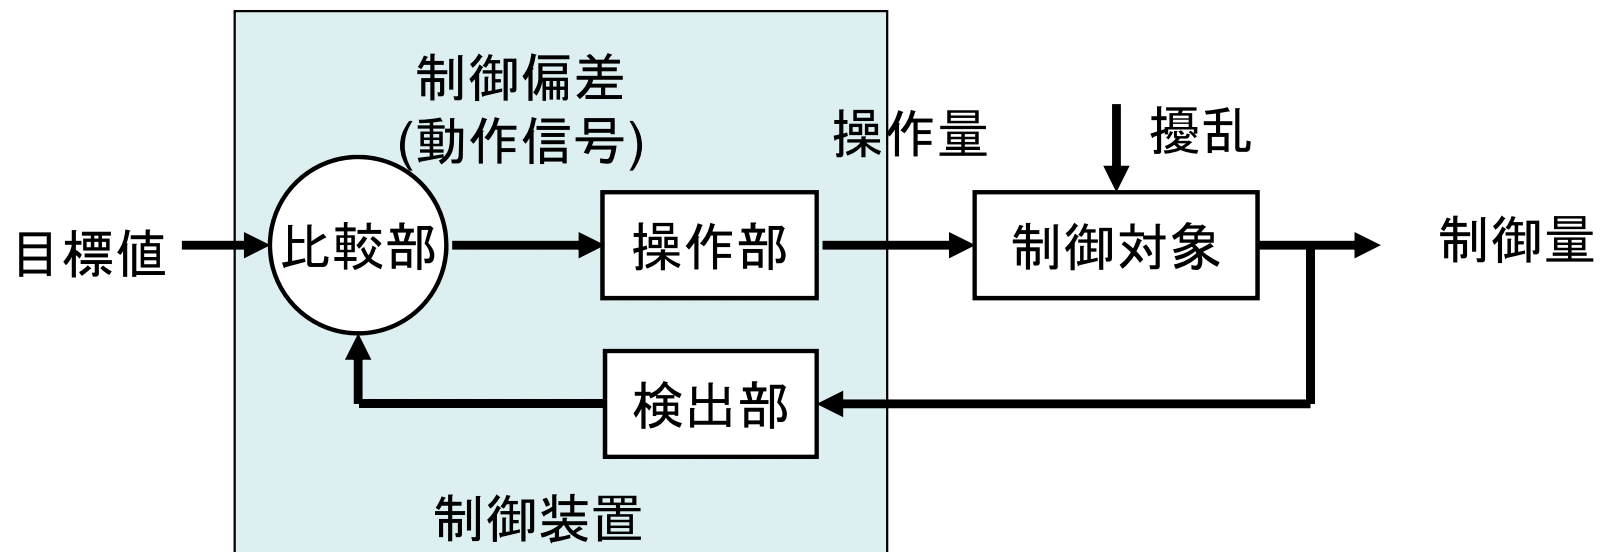 制御偏差
(動作信号)
操作量
擾乱
目標値
比較部
操作部
制御対象
制御量
検出部
制御装置